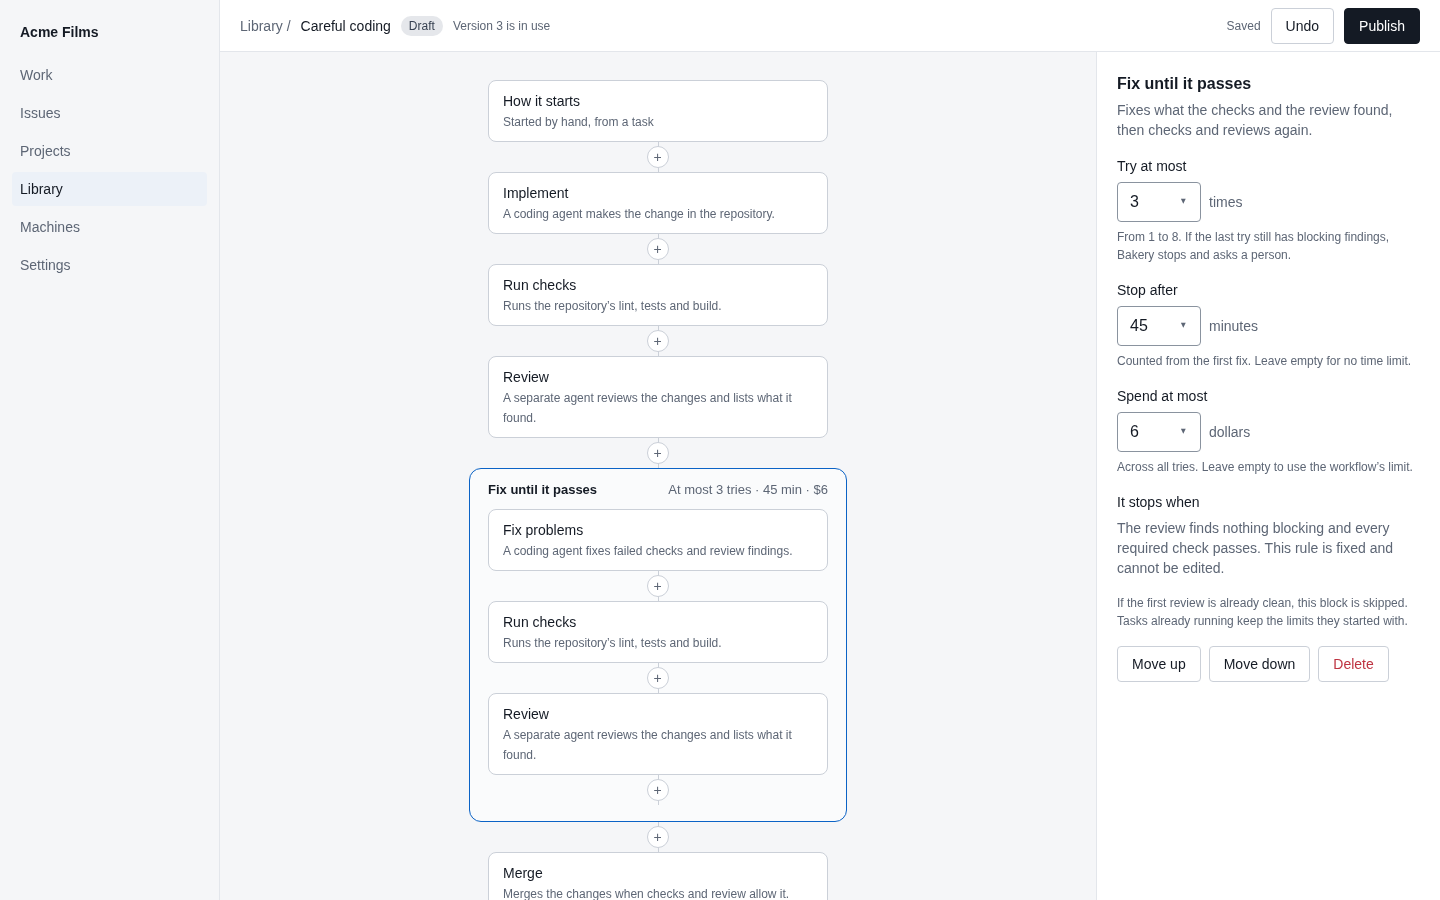 Acme Films
Work
Issues
Projects
Library
Machines
Settings
Library / Careful coding Draft Version 3 is in use
Saved Undo Publish
How it starts
Started by hand, from a task
+
Implement
A coding agent makes the change in the repository.
+
Run checks
Runs the repository’s lint, tests and build.
+
Review
A separate agent reviews the changes and lists what it
found.
+
Fix until it passes At most 3 tries · 45 min · $6
Fix problems
A coding agent fixes failed checks and review findings.
+
Run checks
Runs the repository’s lint, tests and build.
+
Review
A separate agent reviews the changes and lists what it
found.
+
+
Merge
Merges the changes when checks and review allow it.
Fix until it passes
Fixes what the checks and the review found,
then checks and reviews again.
Try at most
3 times
From 1 to 8. If the last try still has blocking findings,
Bakery stops and asks a person.
Stop after
45 minutes
Counted from the first fix. Leave empty for no time limit.
Spend at most
6 dollars
Across all tries. Leave empty to use the workflow’s limit.
It stops when
The review finds nothing blocking and every
required check passes. This rule is fixed and
cannot be edited.
If the first review is already clean, this block is skipped.
Tasks already running keep the limits they started with.
Move up Move down Delete